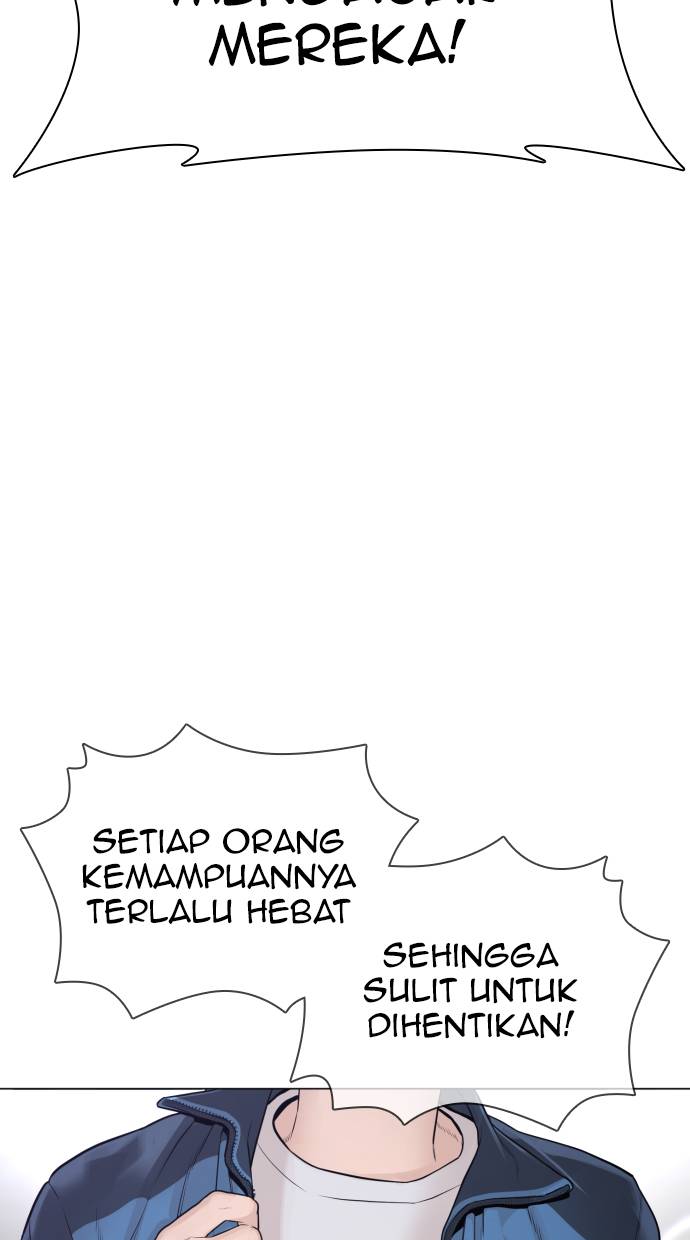 MEREKA!
SETIAP ORANG
KEMAMPUANNYA
TERLALU HEBAT
SEHINGGA
SULIT UNTUK
DIHENTIKAN!